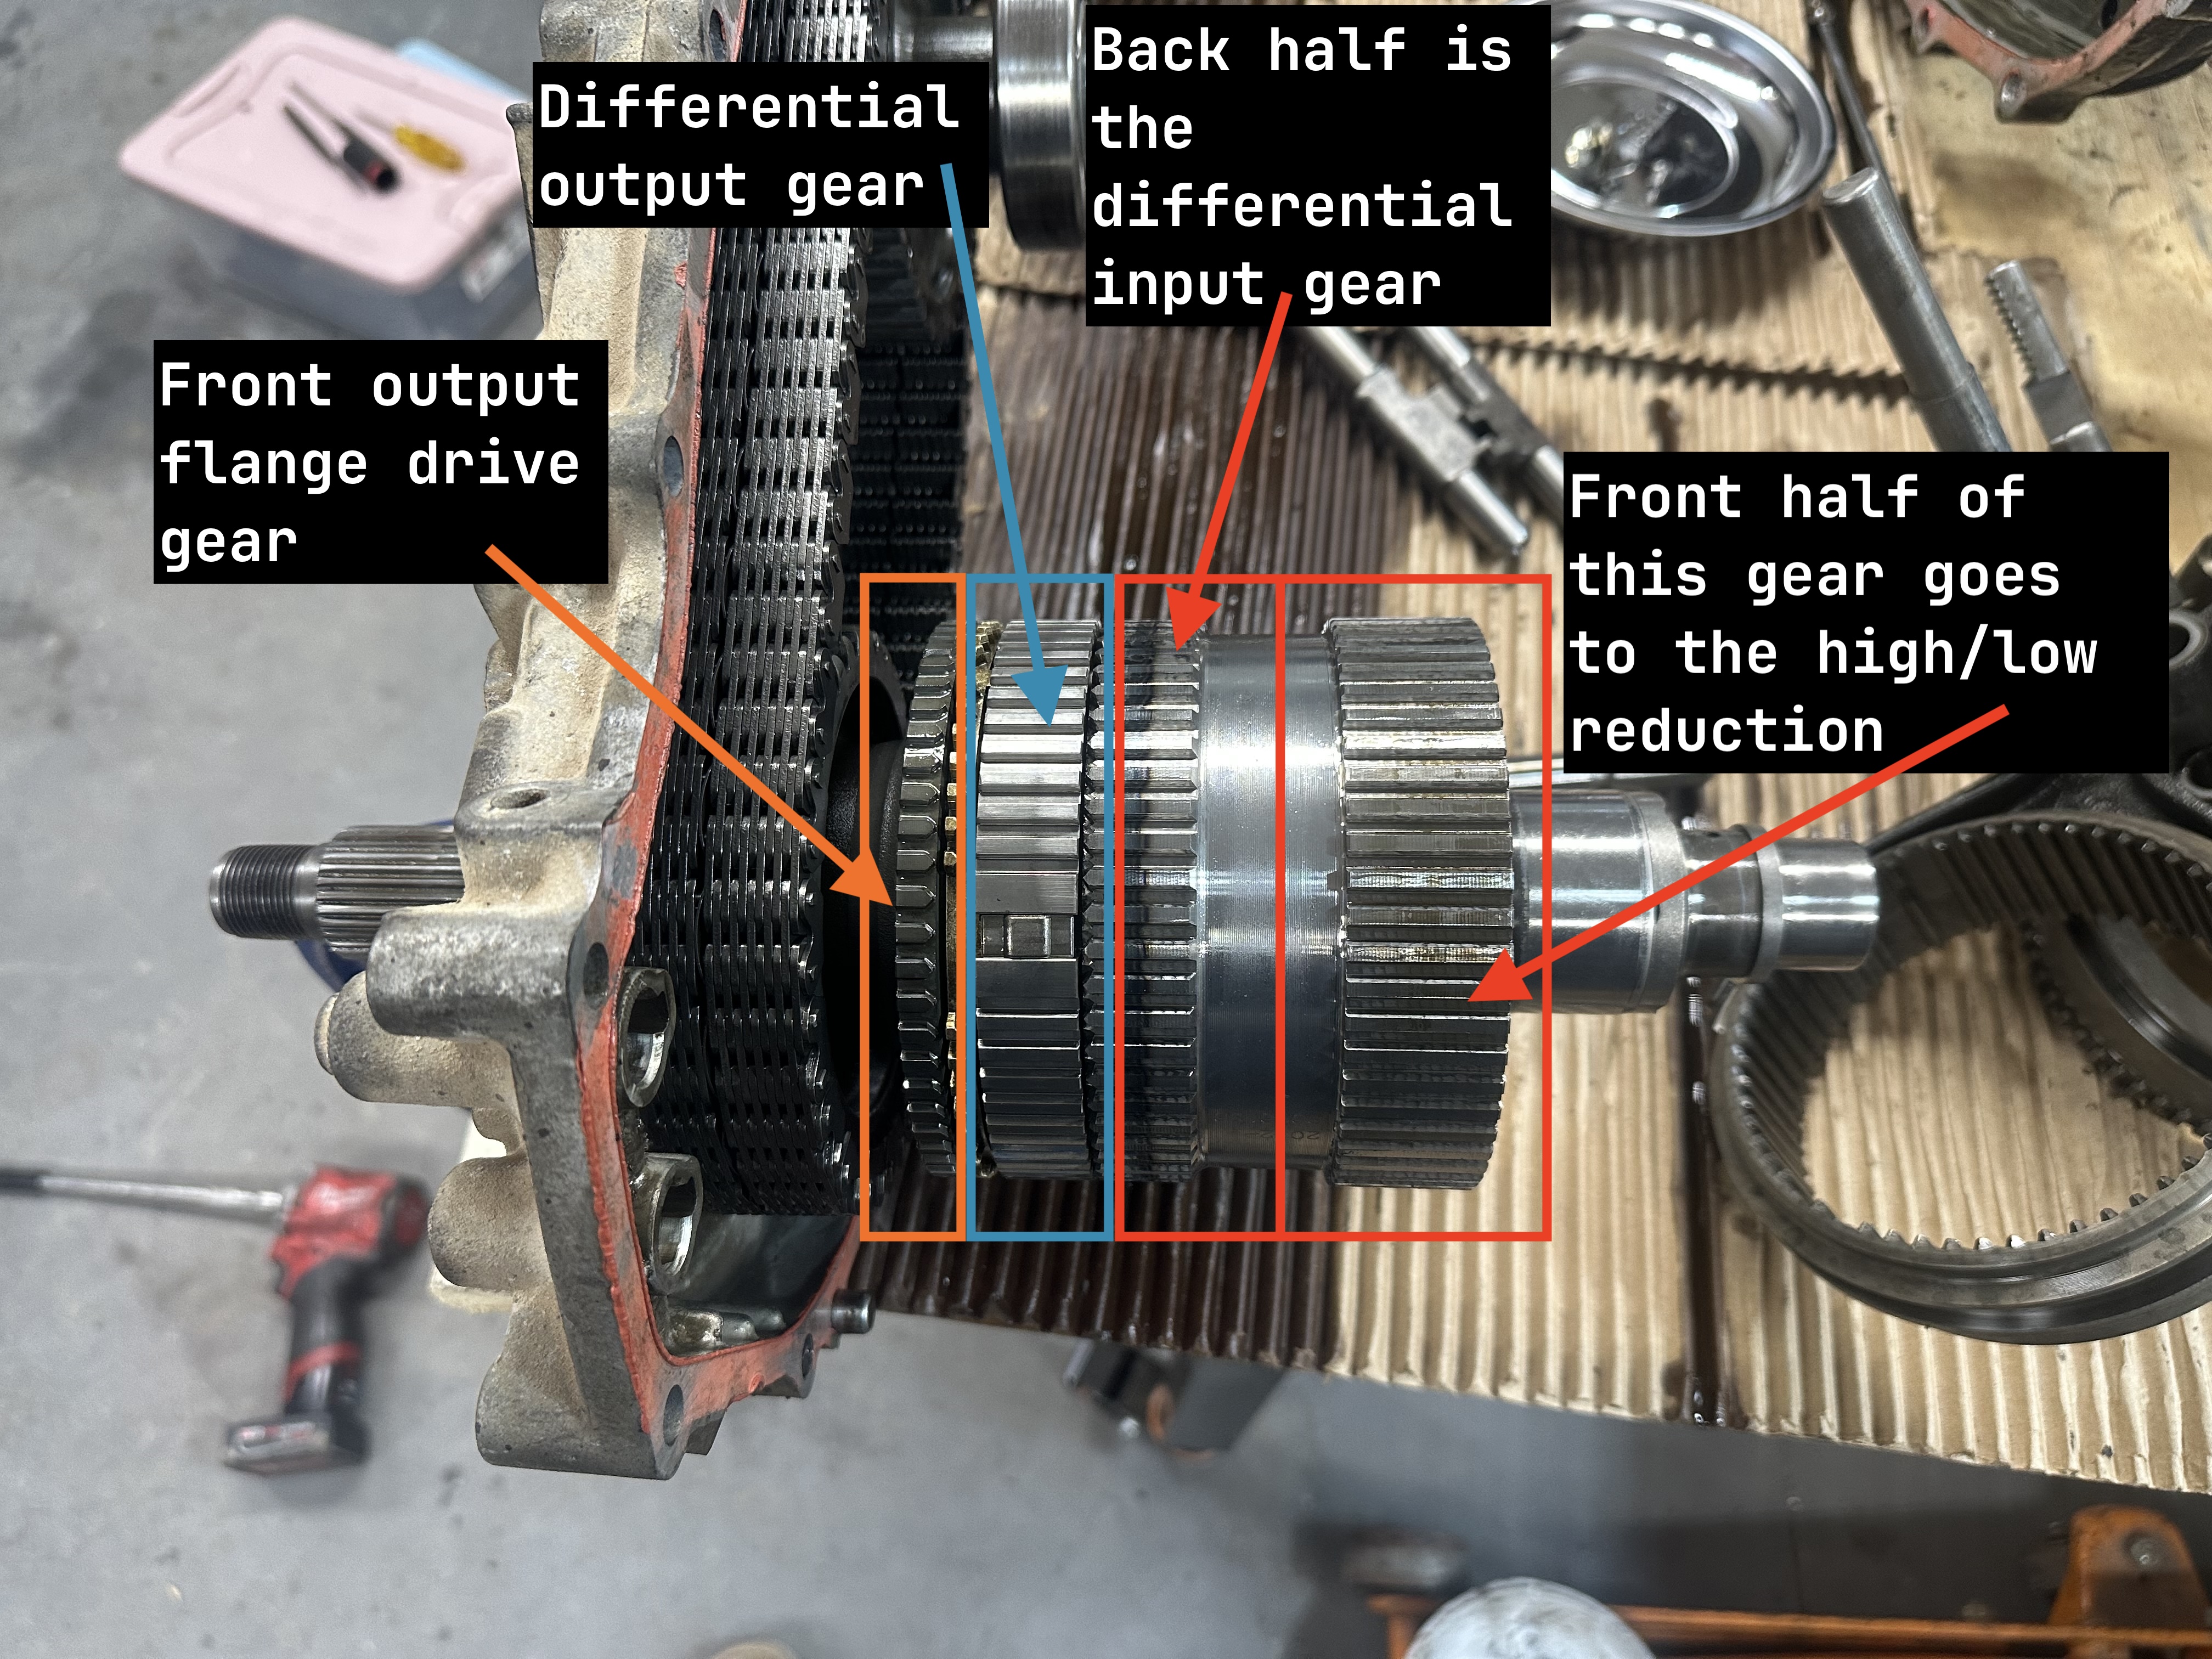 Differential
output gear
Back half is
the
differential
input gear
Front output
flange drive
gear
Front half of
this gear goes
to the high/low
reduction